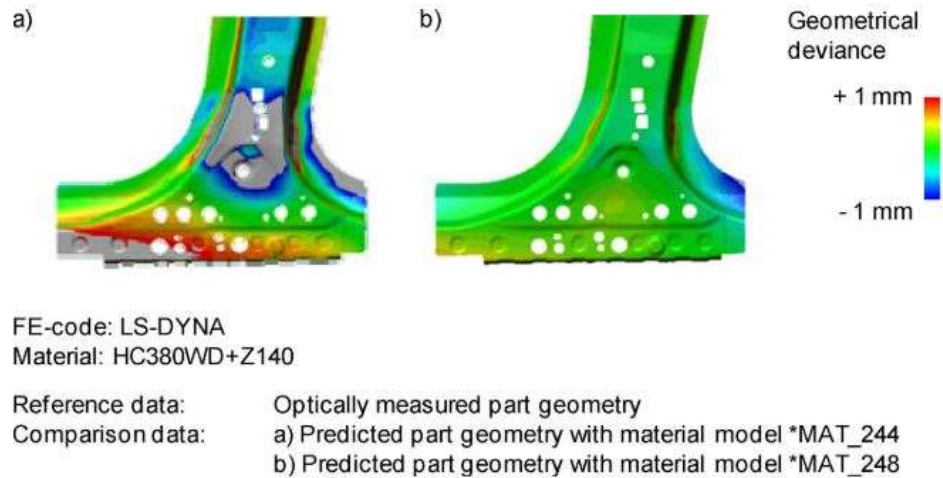 a)
b)
Geometrical
deviance
+ 1 mm
- 1 mm
FE-code: LS-DYNA
Material: HC380WD+Z140
Reference data: Optically measured part geometry
Comparison data: a) Predicted part geometry with material model *MAT_244
b) Predicted part geometry with material model *MAT_248